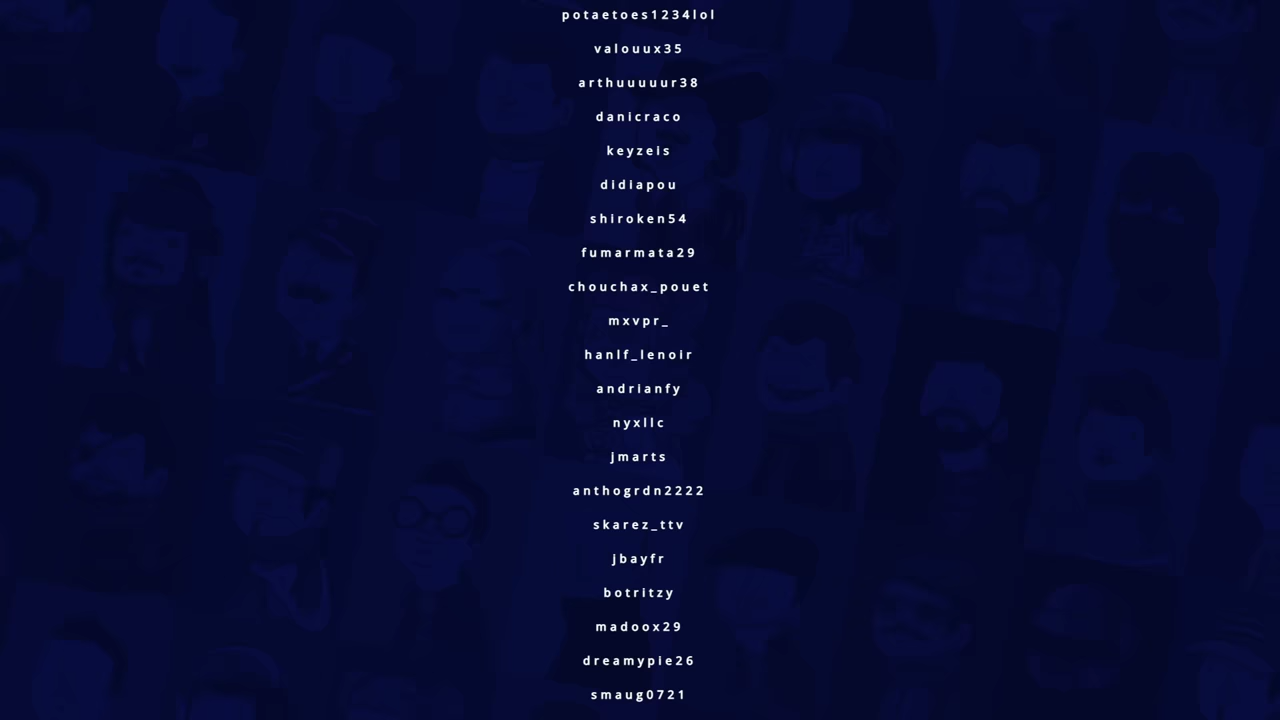 potaetoes1234lol
valouux35
arthuuuuur38
danicraco
keyzeis
didiapou
shiroken54
fumarmata29
chouchax_pouet
mxvpr_
hanlf_lenoir
andrianfy
nyxllc
jmarts
anthogrdn2222
skarez_ttv
jbayfr
botritzy
madoox29
dreamypie26
smaug0721